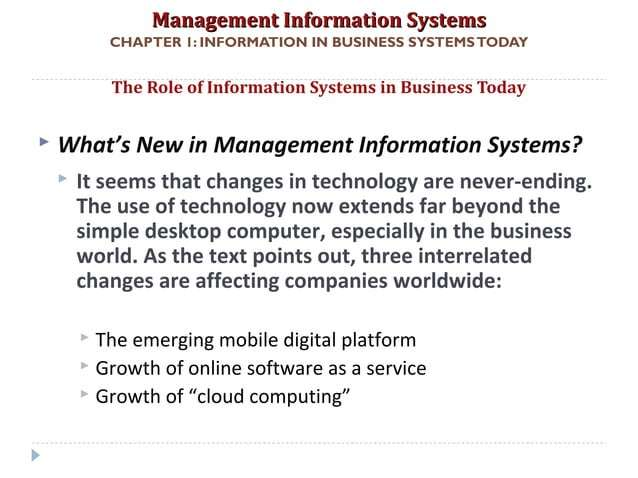 Management Information Systems
CHAPTER 1: INFORMATION IN BUSINESS SYSTEMS TODAY
The Role of Information Systems in Business Today
What’s New in Management Information Systems?
It seems that changes in technology are never-ending.
The use of technology now extends far beyond the
simple desktop computer, especially in the business
world. As the text points out, three interrelated
changes are affecting companies worldwide:
The emerging mobile digital platform
Growth of online software as a service
Growth of “cloud computing”